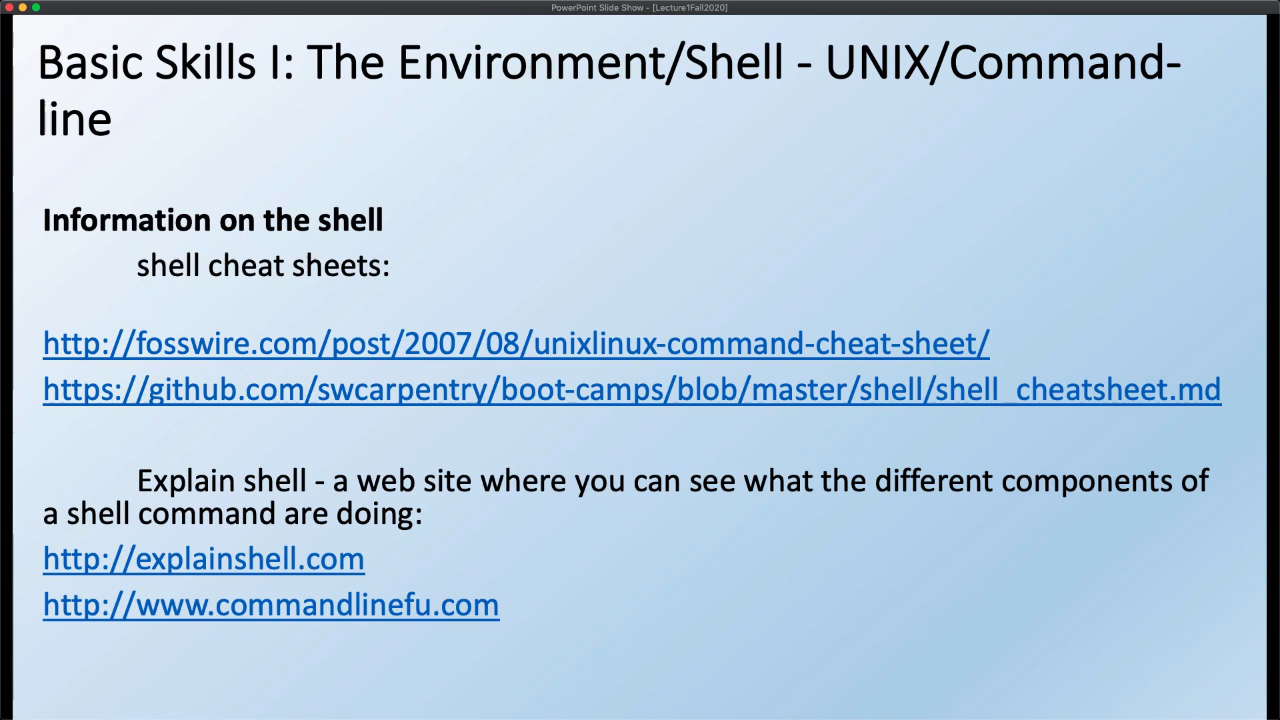 PowerPoint Slide Show - [Lecture1Fall2020]
Basic Skills I: The Environment/Shell - UNIX/Command-
line
Information on the shell
shell cheat sheets:
http://fosswire.com/post/2007/08/unixlinux-command-cheat-sheet/
https://github.com/swcarpentry/boot-camps/blob/master/shell/shell_cheatsheet.md
Explain shell - a web site where you can see what the different components of
a shell command are doing:
http://explainshell.com
http://www.commandlinefu.com